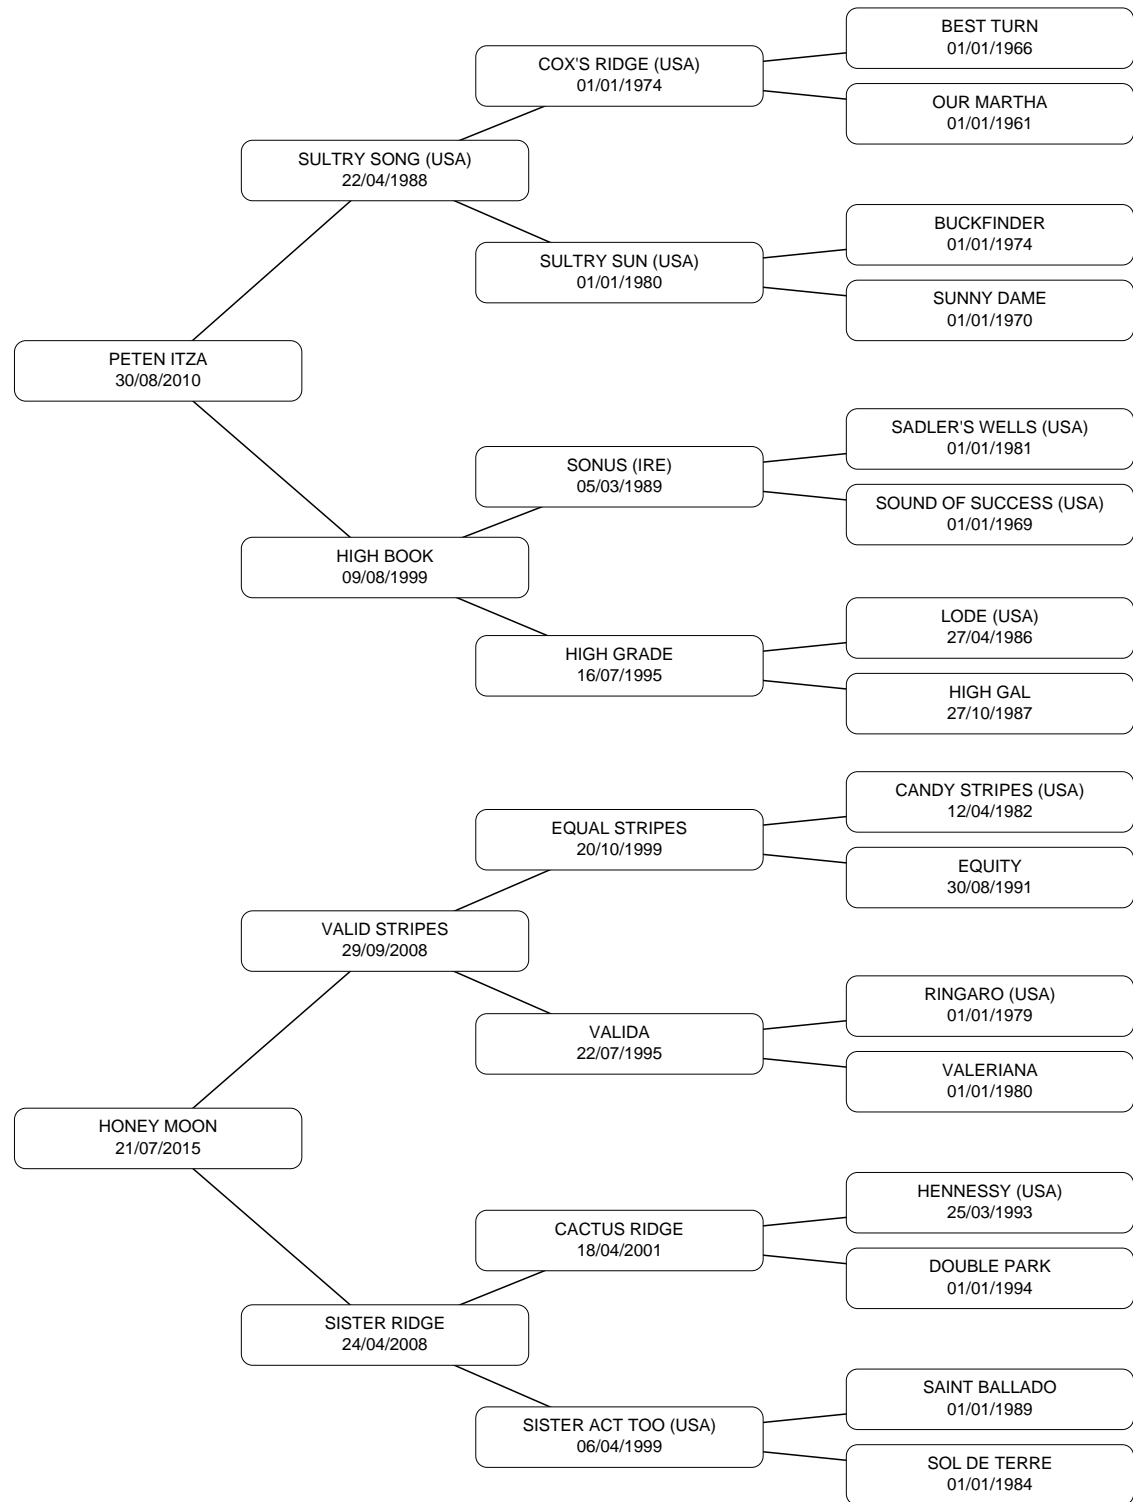 BEST TURN
01/01/1966
COX'S RIDGE (USA)
01/01/1974
OUR MARTHA
01/01/1961
SULTRY SONG (USA)
22/04/1988
BUCKFINDER
01/01/1974
SULTRY SUN (USA)
01/01/1980
SUNNY DAME
01/01/1970
PETEN ITZA
30/08/2010
SADLER'S WELLS (USA)
01/01/1981
SONUS (IRE)
05/03/1989
SOUND OF SUCCESS (USA)
01/01/1969
HIGH BOOK
09/08/1999
LODE (USA)
27/04/1986
HIGH GRADE
16/07/1995
HIGH GAL
27/10/1987
CANDY STRIPES (USA)
12/04/1982
EQUAL STRIPES
20/10/1999
EQUITY
30/08/1991
VALID STRIPES
29/09/2008
RINGARO (USA)
01/01/1979
VALIDA
22/07/1995
VALERIANA
01/01/1980
HONEY MOON
21/07/2015
HENNESSY (USA)
25/03/1993
CACTUS RIDGE
18/04/2001
DOUBLE PARK
01/01/1994
SISTER RIDGE
24/04/2008
SAINT BALLADO
01/01/1989
SISTER ACT TOO (USA)
06/04/1999
SOL DE TERRE
01/01/1984